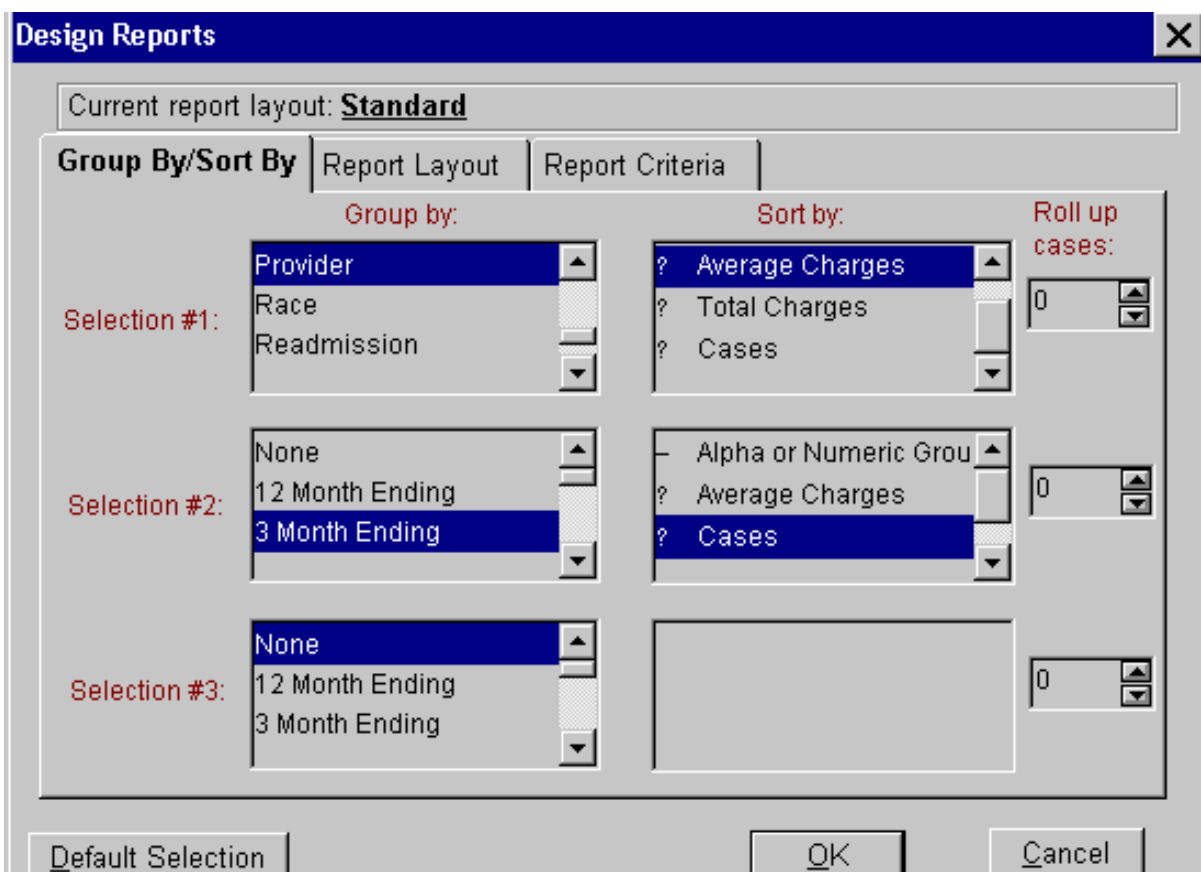 Design Reports
Current report layout: Standard
Group By/Sort By Report Layout Report Criteria
Group by: Sort by: Roll up
cases:
Selection #1:
Provider
Race
Readmission
? Average Charges
? Total Charges
? Cases
0
Selection #2:
None
12 Month Ending
3 Month Ending
– Alpha or Numeric Grou
? Average Charges
? Cases
0
Selection #3:
None
12 Month Ending
3 Month Ending
0
Default Selection OK Cancel